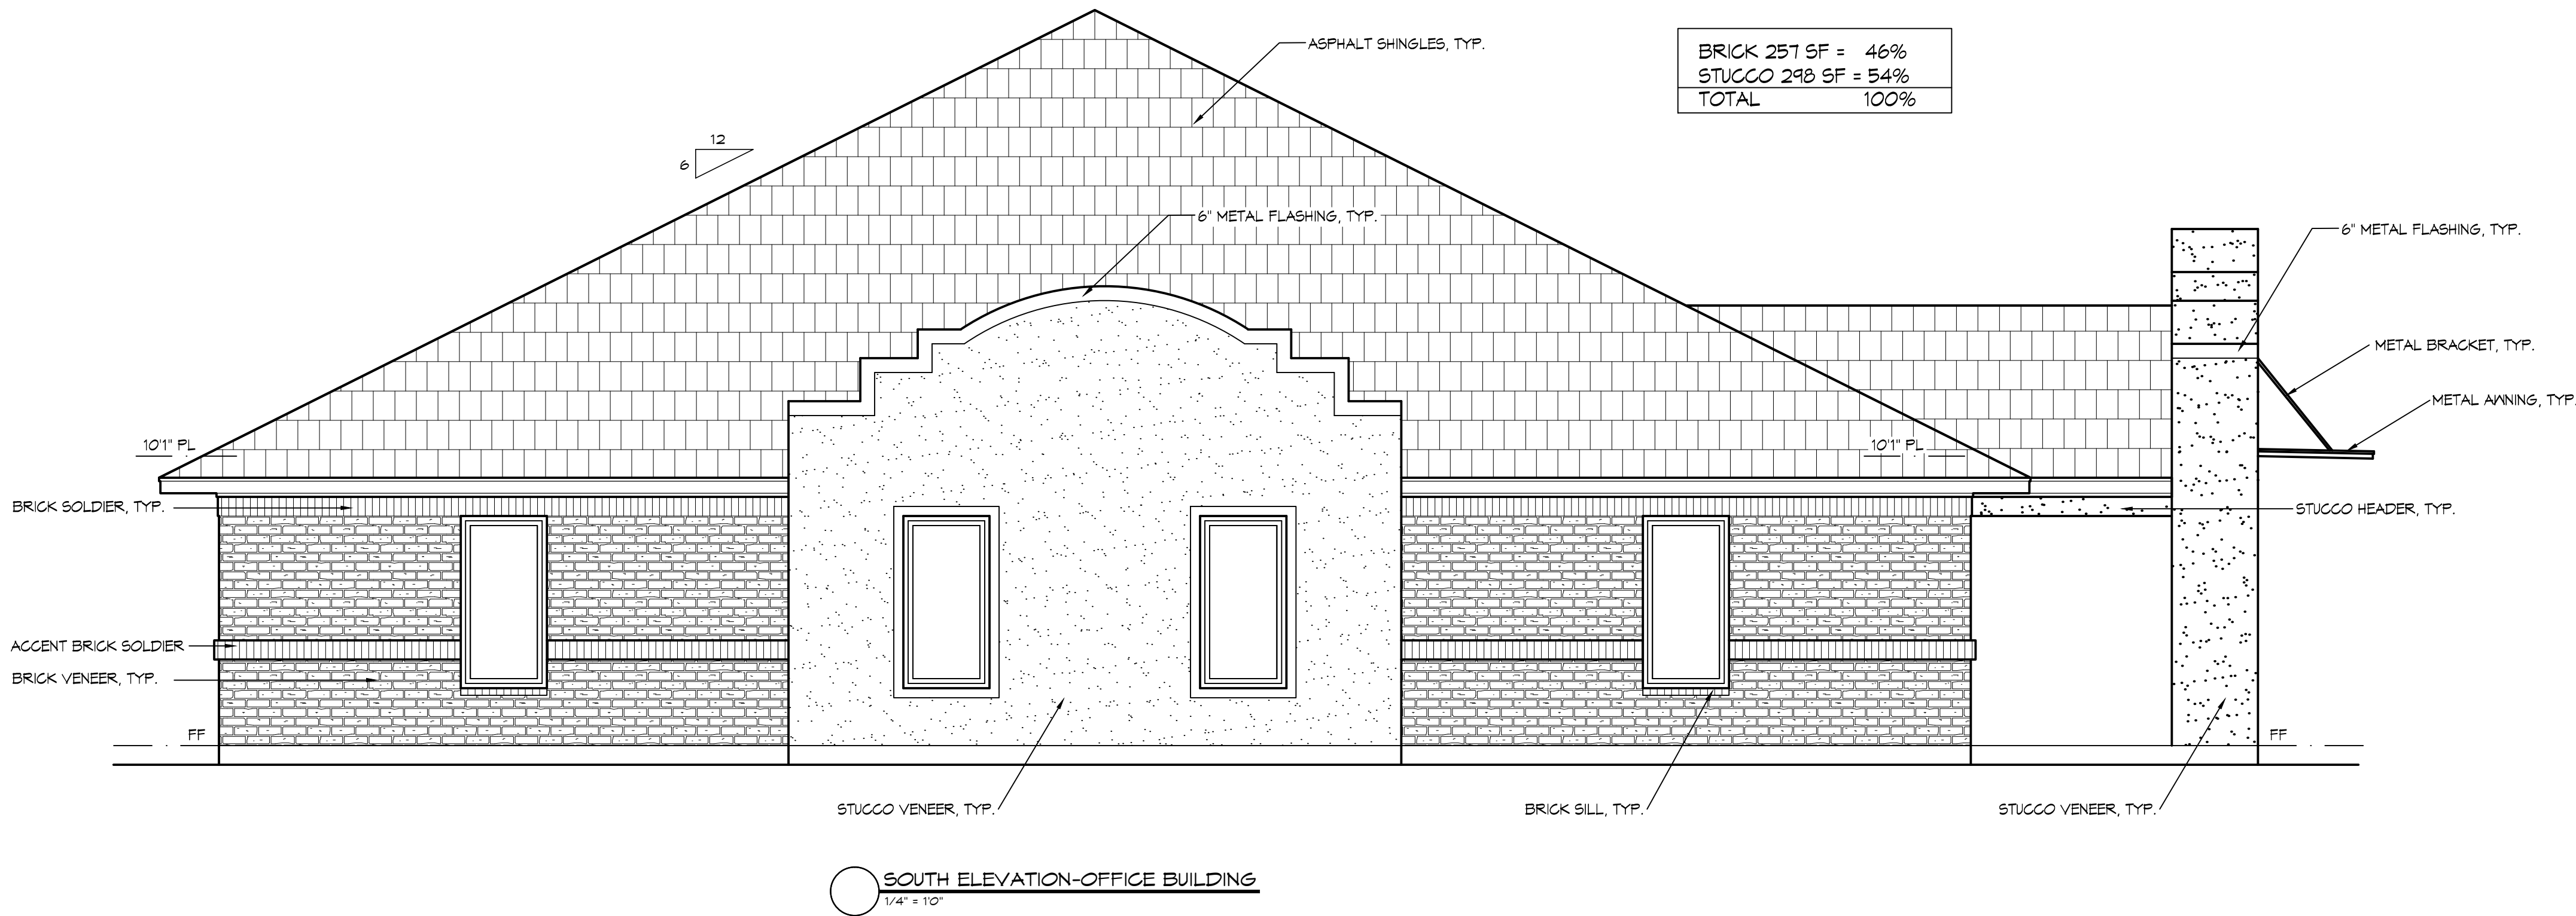 ASPHALT SHINGLES, TYP.
BRICK 257 SF = 46%
STUCCO 298 SF = 54%
TOTAL 100%
12
6
6" METAL FLASHING, TYP.
6" METAL FLASHING, TYP.
METAL BRACKET, TYP.
METAL AWNING, TYP.
10'1" PL
10'1" PL
BRICK SOLDIER, TYP.
STUCCO HEADER, TYP.
ACCENT BRICK SOLDIER
BRICK VENEER, TYP.
FF
FF
STUCCO VENEER, TYP.
BRICK SILL, TYP.
STUCCO VENEER, TYP.
SOUTH ELEVATION-OFFICE BUILDING
1/4" = 1'0"